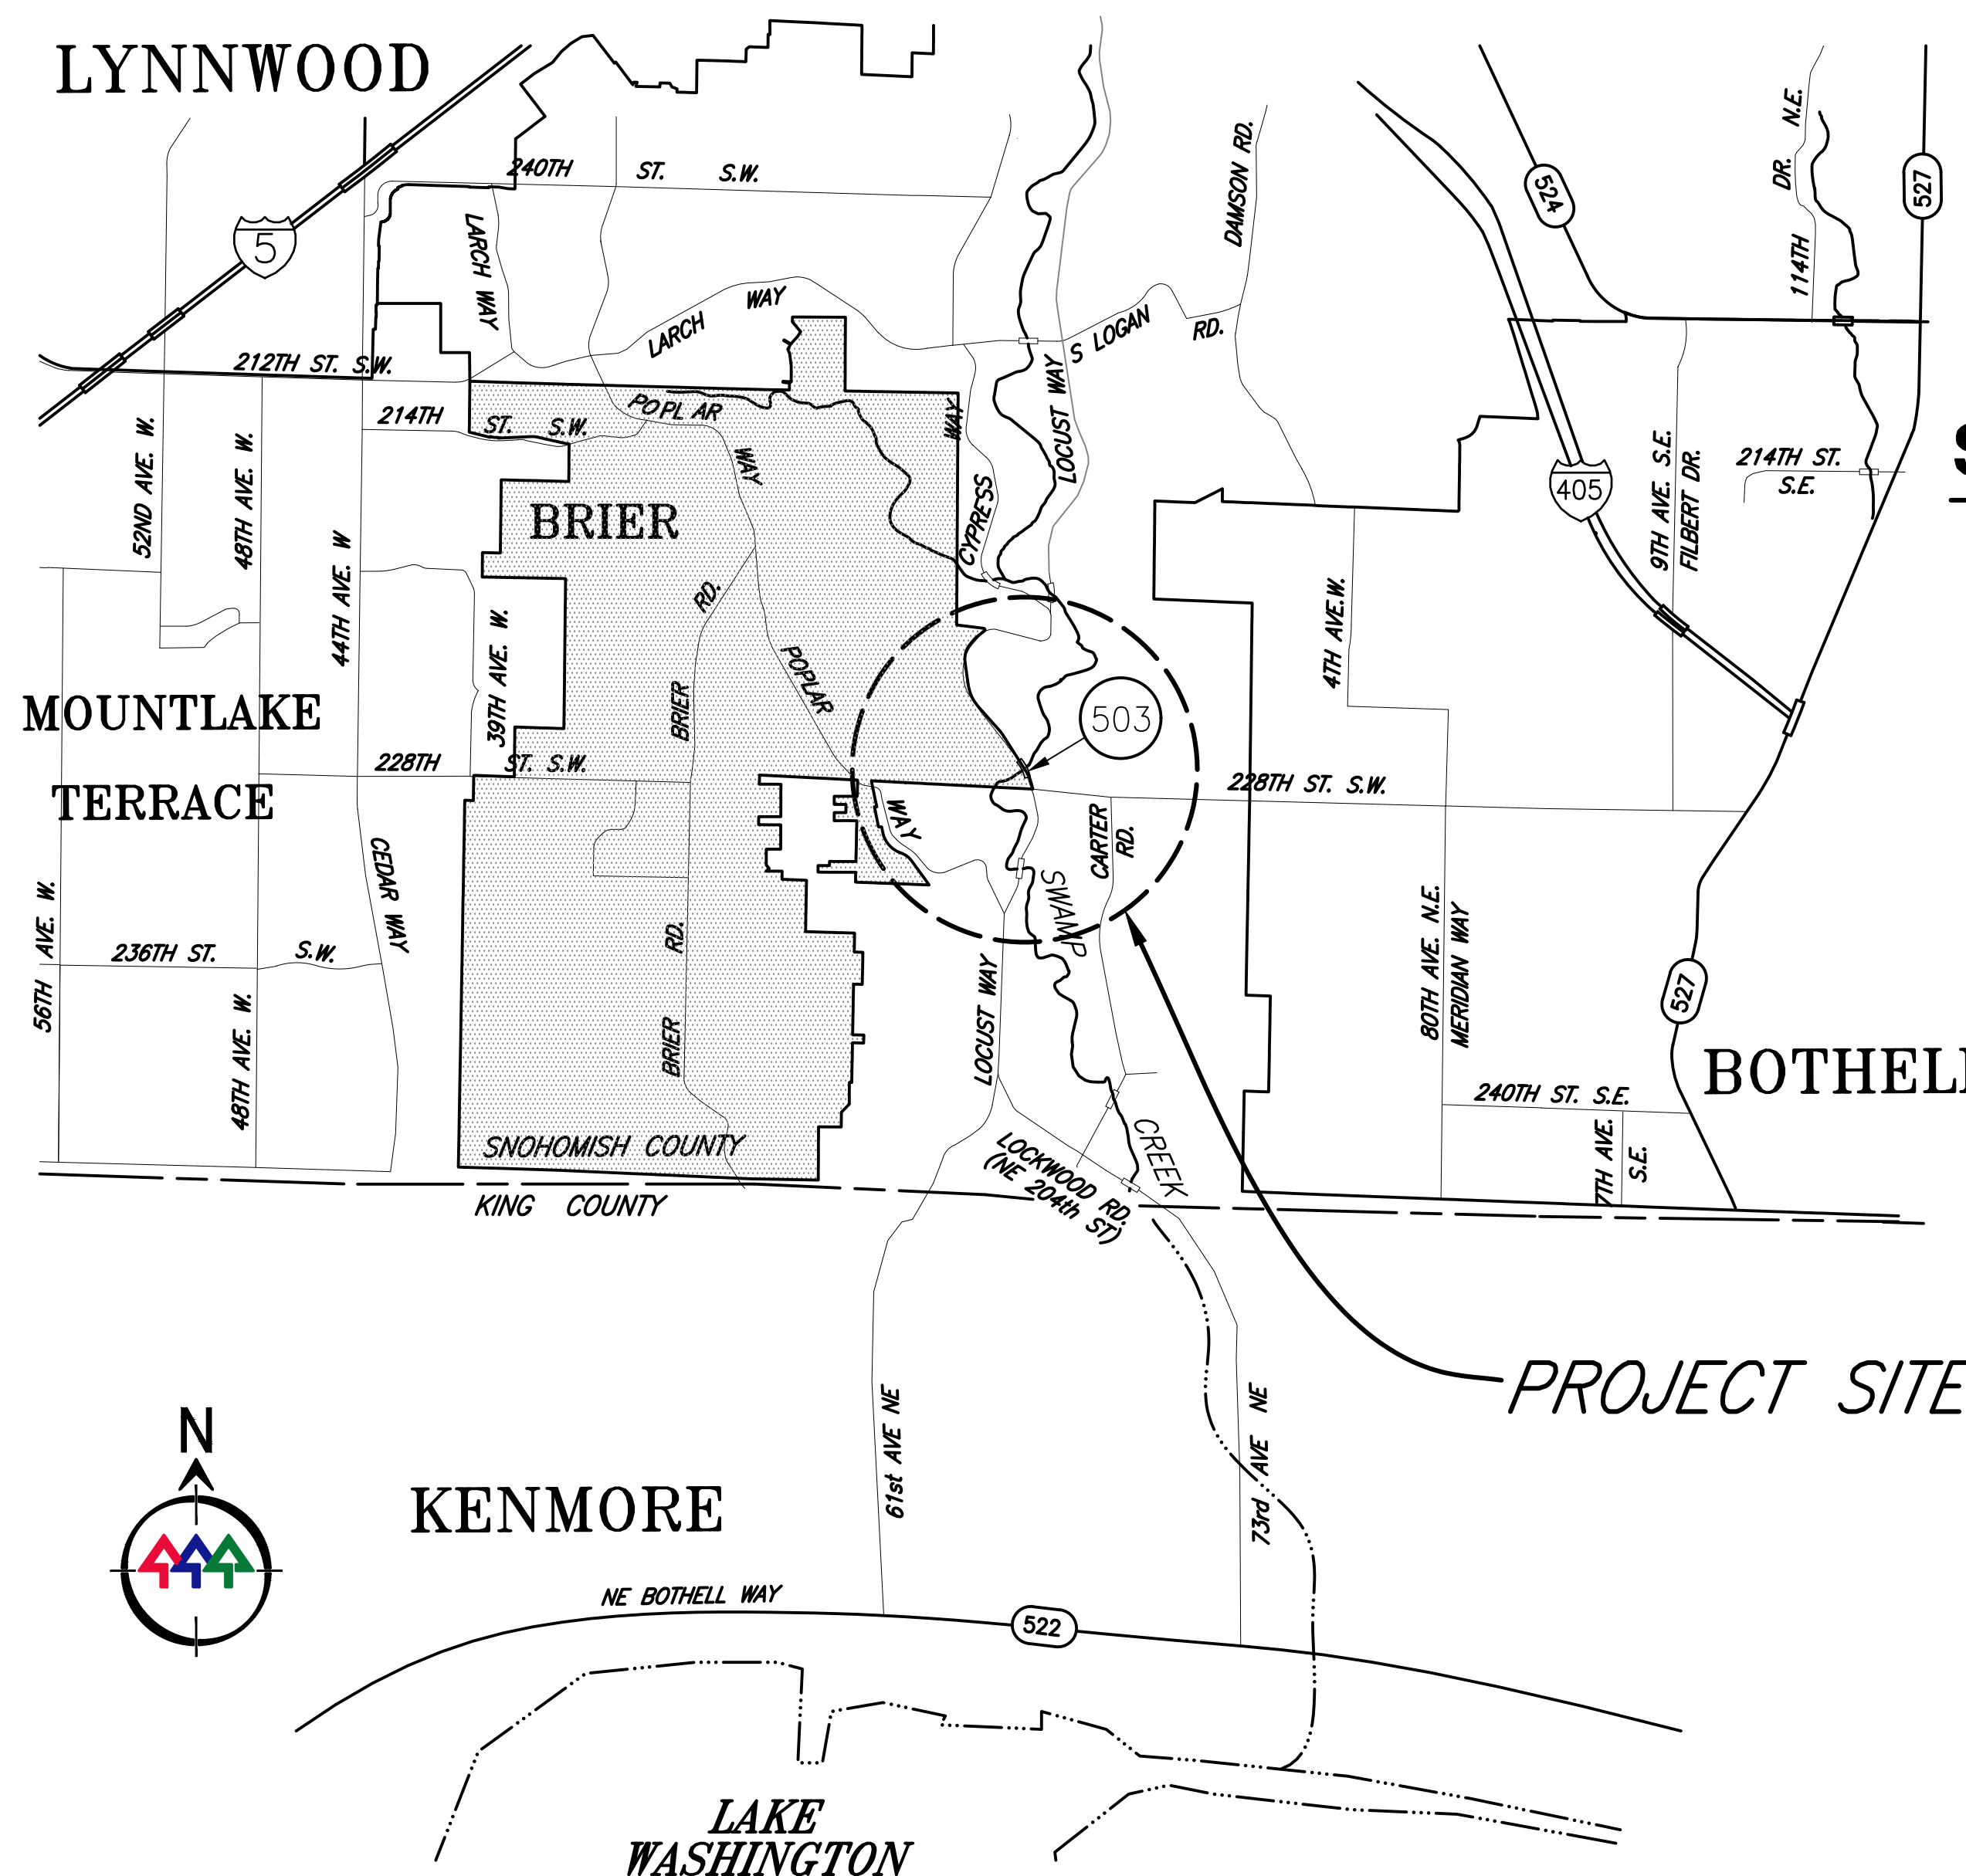 LYNNWOOD
240TH ST. S.W.
DAMSON RD.
524
114TH DR. N.E.
527
5
LARCH WAY
LARCH WAY
S LOGAN RD.
212TH ST. S.W.
214TH ST. S.W.
POPLAR WAY
CYPRESS WAY
LOCUST WAY
52ND AVE. W.
48TH AVE. W.
44TH AVE. W
BRIER
405
9TH AVE. S.E.
FILBERT DR.
214TH ST.
S.E.
S
39TH AVE. W.
BRIER RD.
POPLAR WAY
4TH AVE.W.
MOUNTLAKE
TERRACE
503
228TH ST. S.W.
228TH ST. S.W.
CEDAR WAY
CARTER
RD.
56TH AVE. W.
236TH ST. S.W.
48TH AVE. W.
BRIER RD.
LOCUST WAY
SWAMP CREEK
80TH AVE. N.E.
MERIDIAN WAY
527
BOTHELL
240TH ST. S.E.
7TH AVE.
S.E.
SNOHOMISH COUNTY
KING COUNTY
LOCKWOOD RD.
(NE 204th ST)
PROJECT SITE
N
KENMORE
61st AVE NE
73rd AVE NE
NE BOTHELL WAY
522
LAKE
WASHINGTON